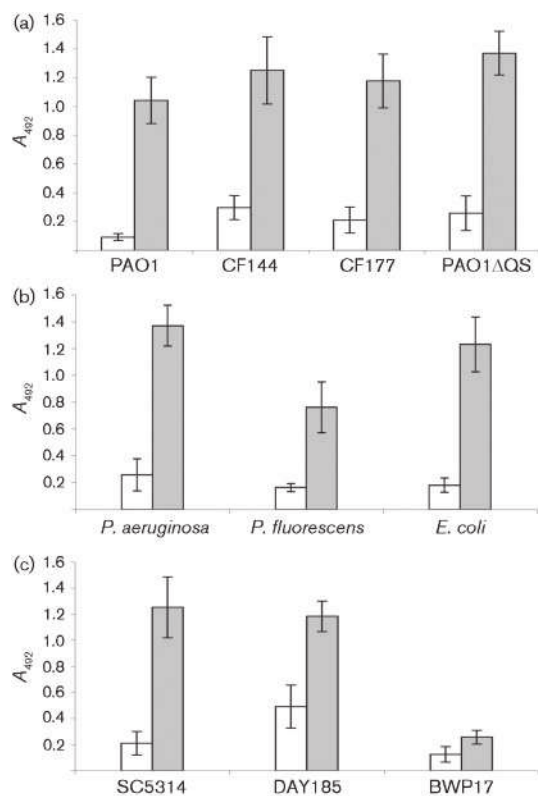 (a)
1.6
1.4
1.2
1.0
0.8
0.6
0.4
0.2
A492
PAO1 CF144 CF177 PAO1ΔQS
(b)
1.6
1.4
1.2
1.0
0.8
0.6
0.4
0.2
A492
P. aeruginosa P. fluorescens E. coli
(c)
1.6
1.4
1.2
1.0
0.8
0.6
0.4
0.2
A492
SC5314 DAY185 BWP17